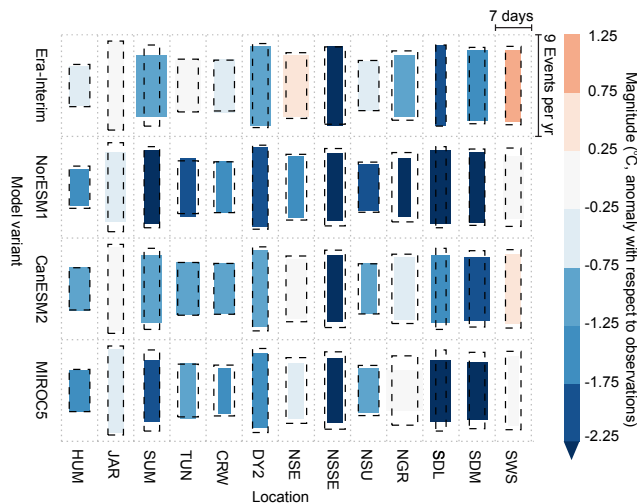 7 days
9 Events per yr
1.25
0.75
0.25
-0.25
-0.75
-1.25
-1.75
-2.25
Magnitude (°C, anomaly with respect to observations)
Era-Interim
NorESM1
CanESM2
MIROC5
Model variant
HUM
JAR
SUM
TUN
CRW
DY2
NSE
NSSE
NSU
NGR
SDL
SDM
SWS
Location